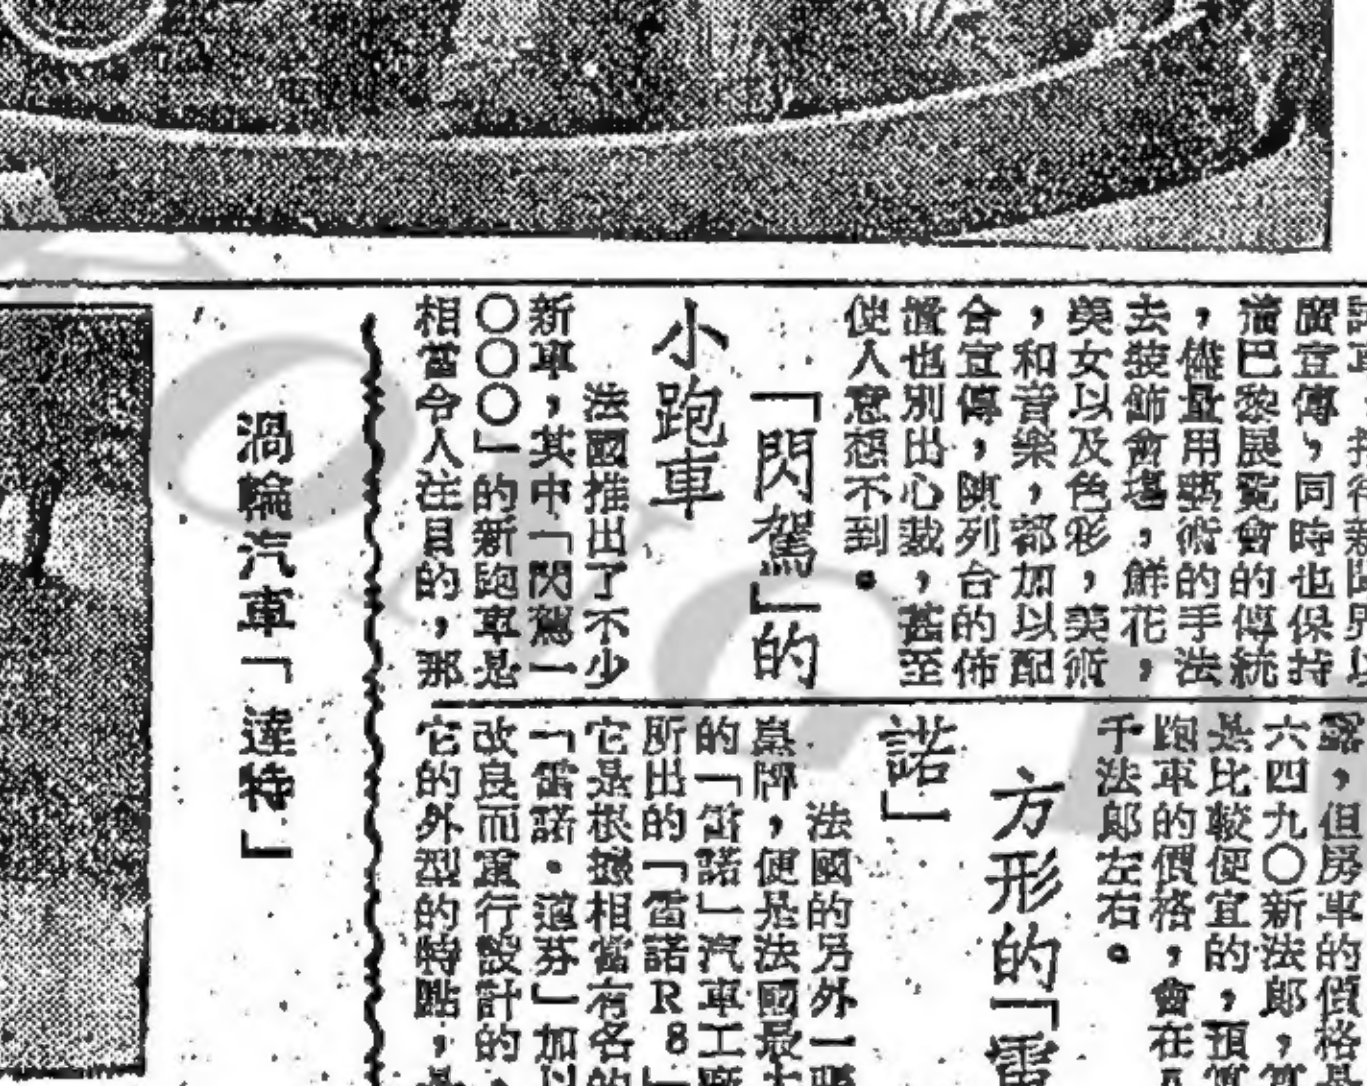 廣宣傳，同時也保持
着巴黎展覽會的傳統
，儘量用藝術的手法
去裝飾會場，鮮花，
美女以及色彩，美術
，和音樂，都加以配
合宣傳，陳列台的佈
置也別出心裁，甚至
使人意想不到。
「閃駕」的
小跑車
法國推出了不少
新車，其中「閃駕一
〇〇〇」的新跑車是
相當令人注目的，那
，但房車的價格
六四九〇新法郎，
是比較便宜的，預
跑車的價格，會在
千法郎左右。
方形的「雷
諾」
法國的另外一
牌，便是法國最大
的「雷諾」汽車工廠
所出的「雷諾R8」
它是根據相當有名的
「雷諾·道芬」加以
改良而重行設計的，
它的外型的特點，
渦輪汽車「達特」